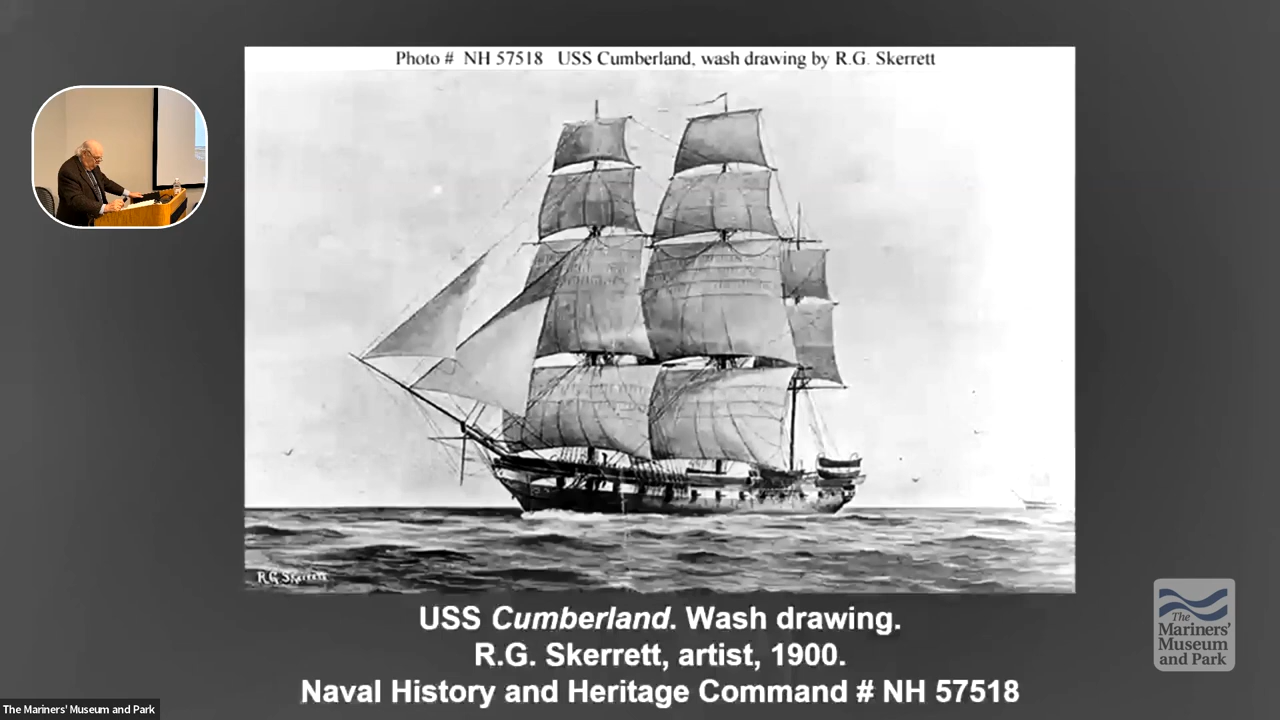 Photo # NH 57518 USS Cumberland, wash drawing by R.G. Skerrett
R.G Skerrett
USS Cumberland. Wash drawing.
R.G. Skerrett, artist, 1900.
Naval History and Heritage Command # NH 57518
The
Mariners'
Museum
and Park
The Mariners' Museum and Park